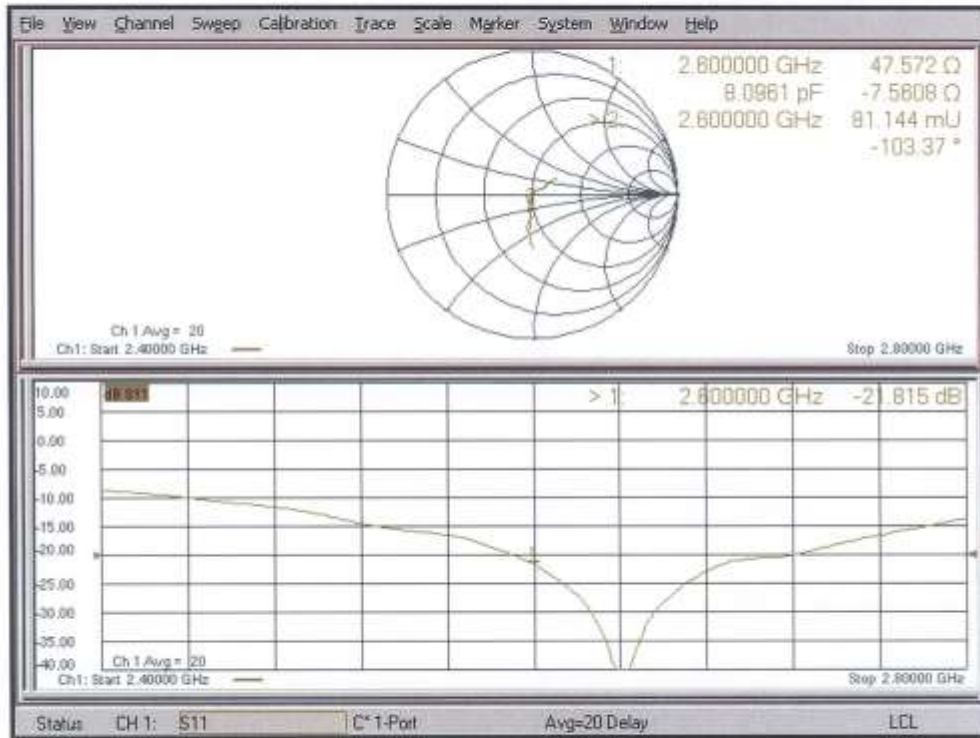 File View Channel Sweep Calibration Trace Scale Marker System Window Help
1: 2.600000 GHz 47.572 Ω
8.0961 pF -7.5608 Ω
> 2: 2.600000 GHz 81.144 mU
-103.37 °
Ch 1 Avg = 20
Ch1: Start 2.40000 GHz Stop 2.80000 GHz
10.00 dB S11 > 1: 2.600000 GHz -21.815 dB
5.00
0.00
-5.00
-10.00
-15.00
-20.00 1
-25.00
-30.00
-35.00
-40.00 Ch 1 Avg = 20
Ch1: Start 2.40000 GHz Stop 2.80000 GHz
Status CH 1: S11 C* 1-Port Avg=20 Delay LCL